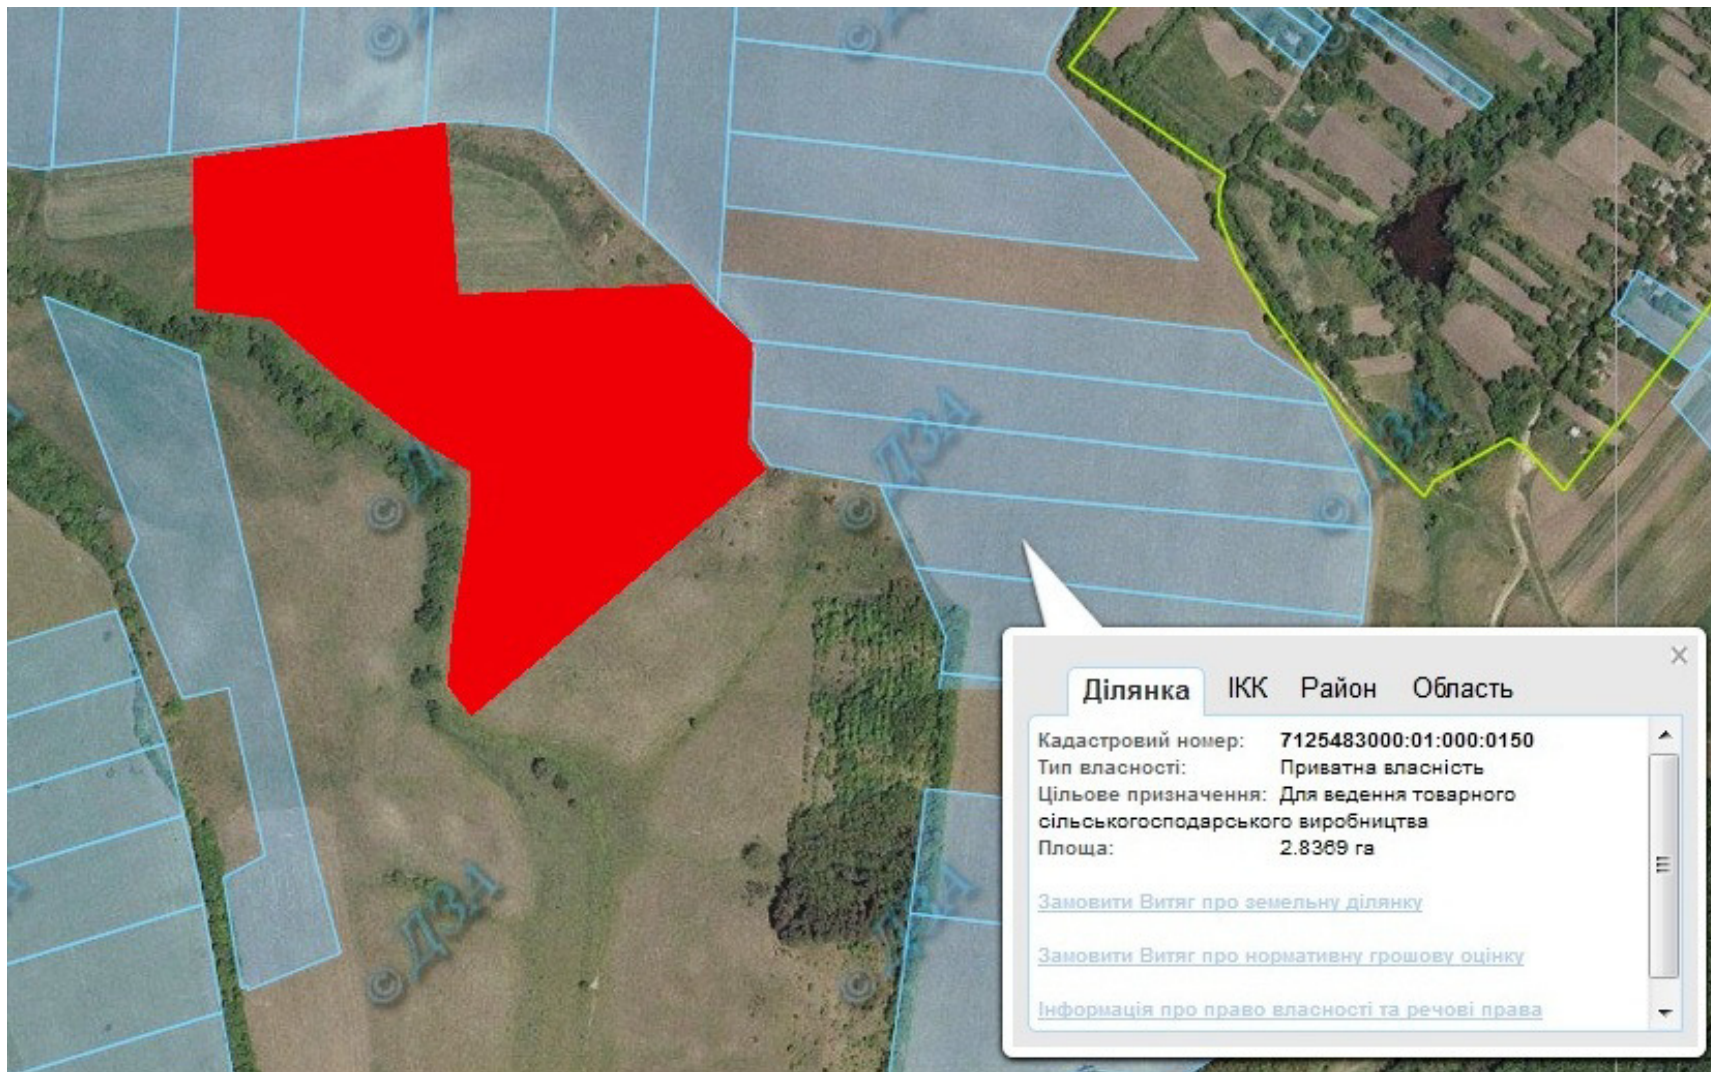 © ДЗА
Ділянка ІКК Район Область
Кадастровий номер: 7125483000:01:000:0150
Тип власності: Приватна власність
Цільове призначення: Для ведення товарного
сільськогосподарського виробництва
Площа: 2.8369 га
Замовити Витяг про земельну ділянку
Замовити Витяг про нормативну грошову оцінку
Інформація про право власності та речові права
© ДЗА